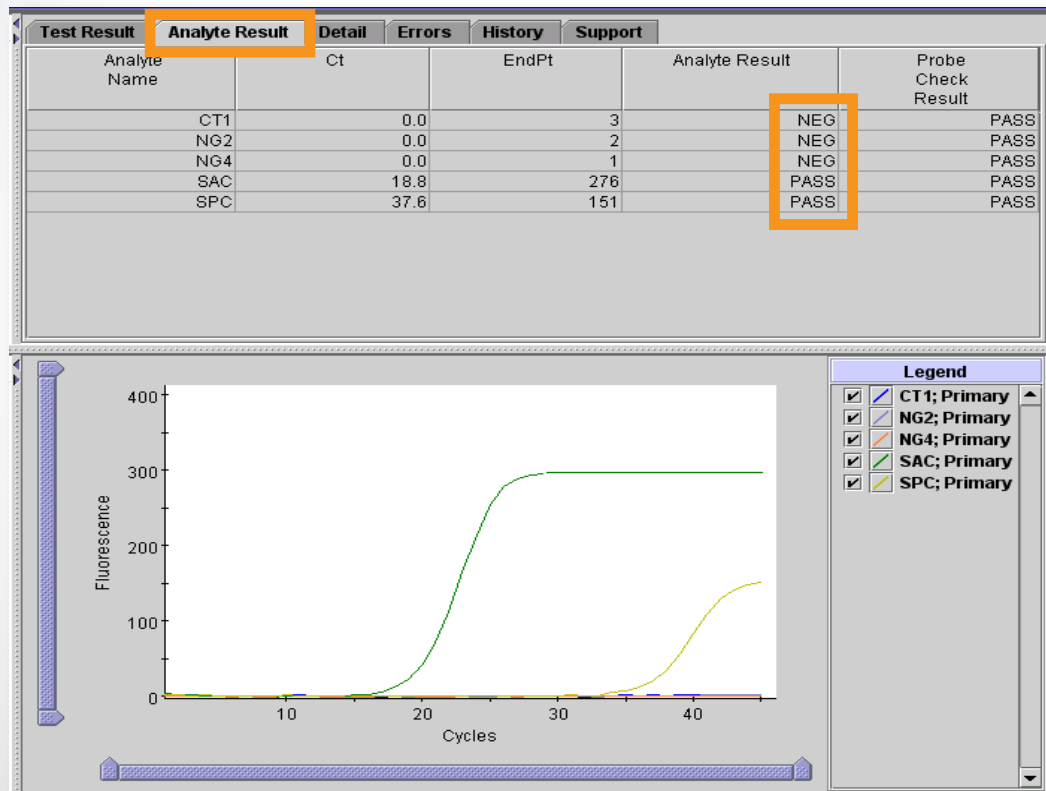 Test Result Analyte Result Detail Errors History Support
Analyte Name Ct EndPt Analyte Result Probe Check Result
CT1 0.0 3 NEG PASS
NG2 0.0 2 NEG PASS
NG4 0.0 1 NEG PASS
SAC 18.8 276 PASS PASS
SPC 37.6 151 PASS PASS
Legend
CT1; Primary
NG2; Primary
NG4; Primary
SAC; Primary
SPC; Primary
400
300
200
100
0
Fluorescence
10 20 30 40
Cycles